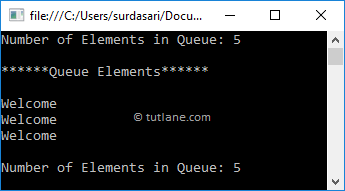 file:///C:/Users/surdasari/Docu...
Number of Elements in Queue: 5
******Queue Elements******
Welcome
Welcome
Welcome
© tutlane.com
Number of Elements in Queue: 5